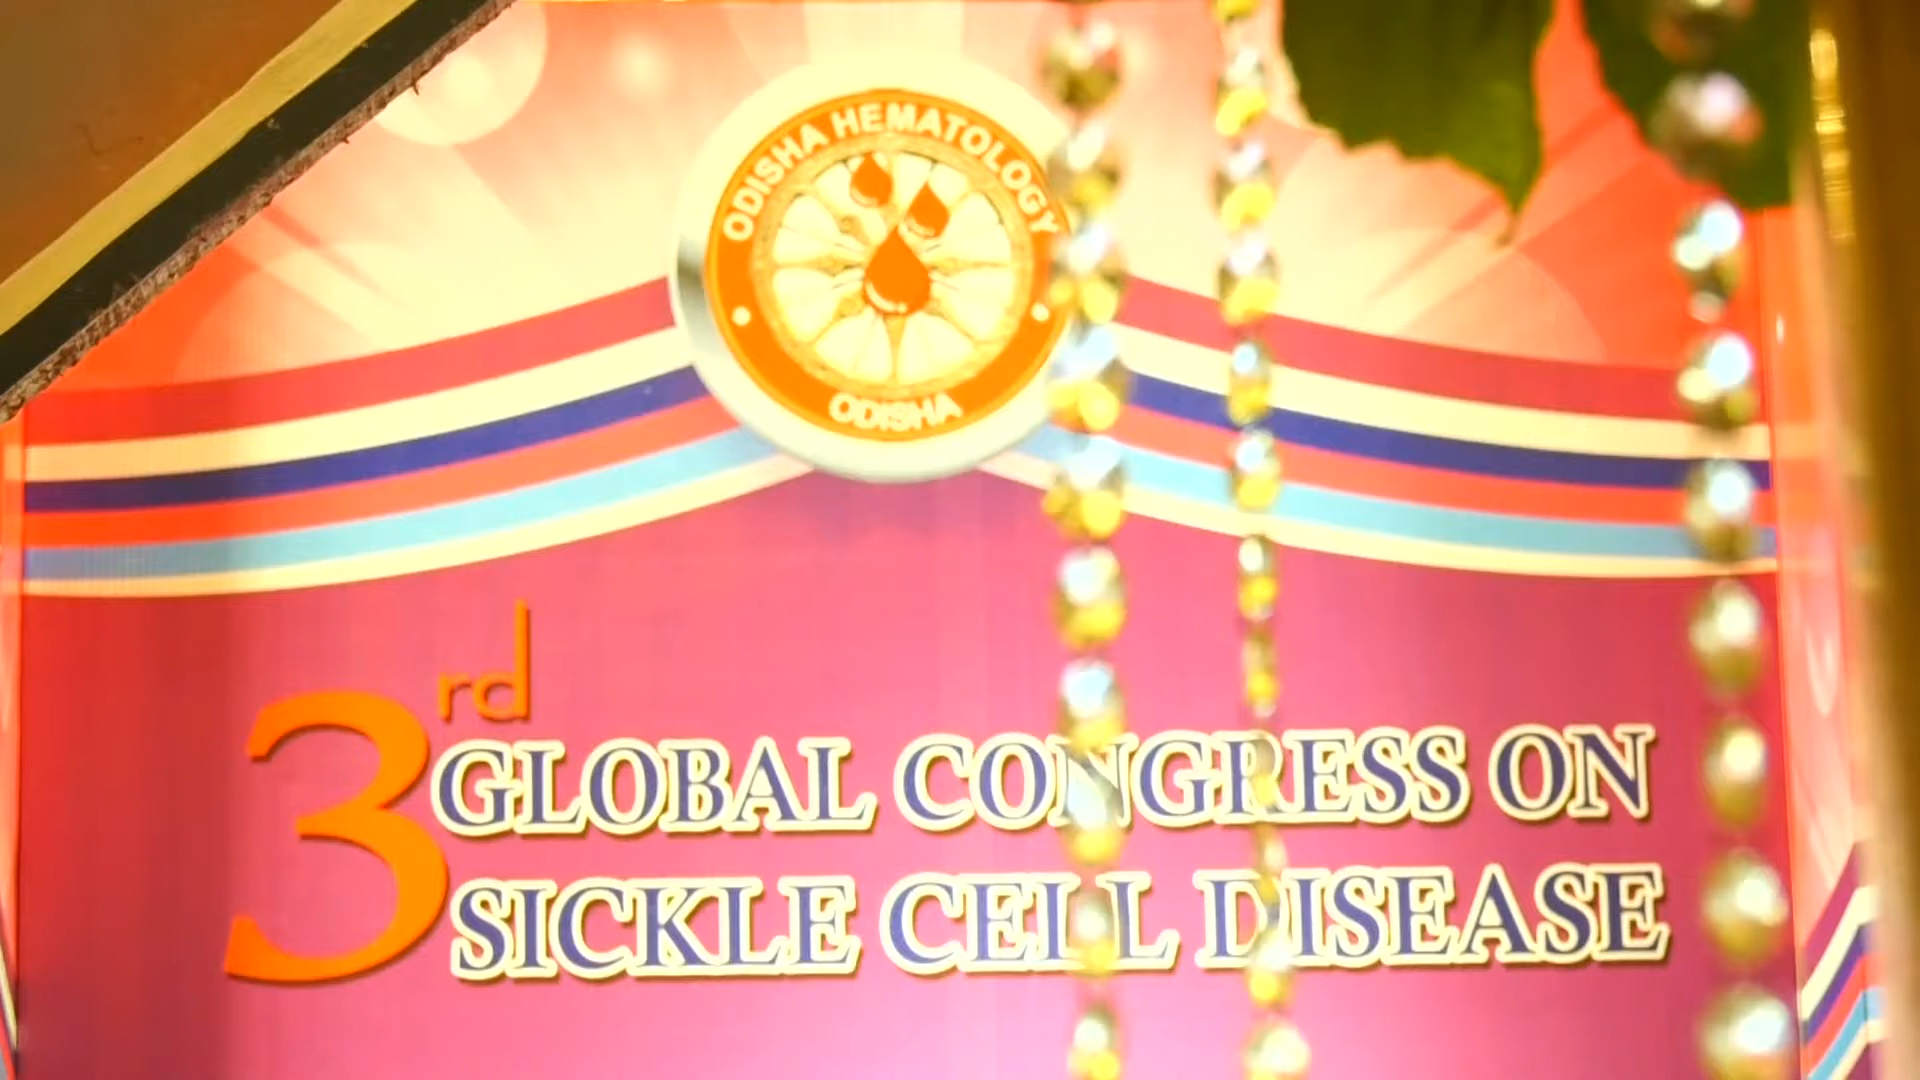 ODISHA HEMATOLOGY
ODISHA
3rd
GLOBAL CONGRESS ON
SICKLE CELL DISEASE